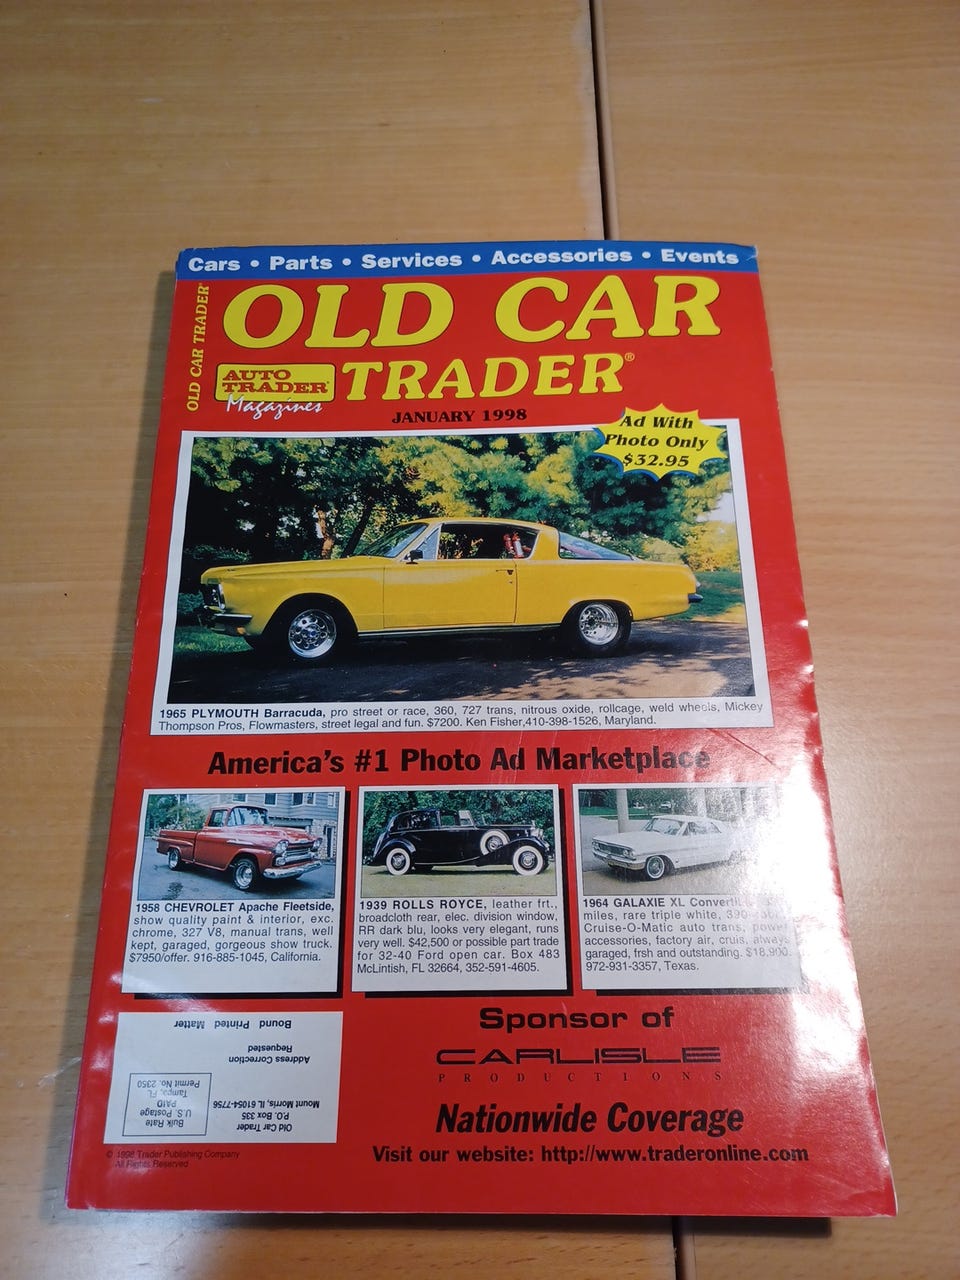 Cars • Parts • Services • Accessories • Events
OLD CAR TRADER®
OLD CAR
TRADER®
AUTO
TRADER®
Magazines
JANUARY 1998
Ad With
Photo Only
$32.95
1965 PLYMOUTH Barracuda, pro street or race, 360, 727 trans, nitrous oxide, rollcage, weld wheels, Mickey
Thompson Pros, Flowmasters, street legal and fun. $7200. Ken Fisher,410-398-1526, Maryland.
America's #1 Photo Ad Marketplace
1958 CHEVROLET Apache Fleetside,
show quality paint & interior, exc.
chrome, 327 V8, manual trans, well
kept, garaged, gorgeous show truck.
$7950/offer. 916-885-1045, California.
1939 ROLLS ROYCE, leather frt.,
broadcloth rear, elec. division window,
RR dark blu, looks very elegant, runs
very well. $42,500 or possible part trade
for 32-40 Ford open car. Box 483
McLintish, FL 32664, 352-591-4605.
1964 GALAXIE XL
miles, rare triple white,
Cruise-O-Matic auto trans, power
accessories, factory air, cruis, always
garaged, frsh and outstanding. $18,900.
972-931-3357, Texas.
Old Car Trader
P.O. Box 335
Mount Morris, IL 61054-7756
Address Correction
Requested
Bound Printed
Matter
Bulk Rate
U.S. Postage
PAID
Tampa, FL
Permit No. 2350
© 1998 Trader Publishing Company
All Rights Reserved
Sponsor of
CARLISLE
PRODUCTIONS
Nationwide Coverage
Visit our website: http://www.traderonline.com